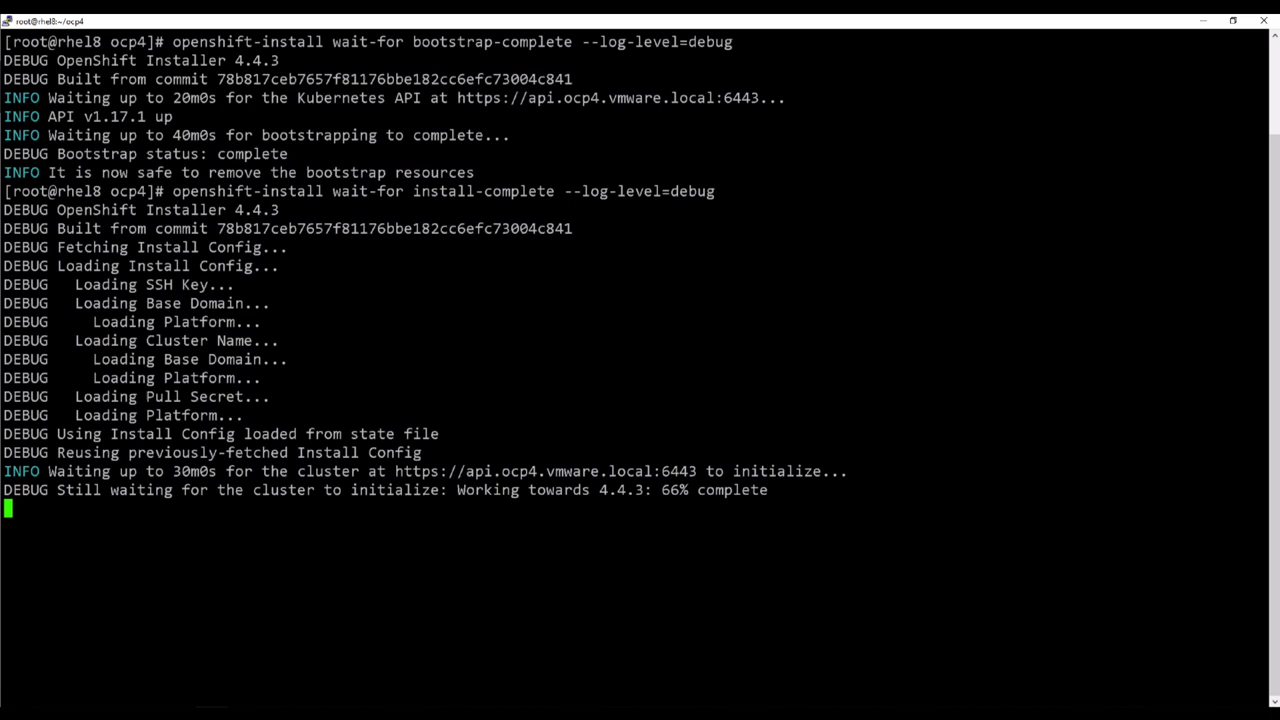 root@rhel8:~/ocp4
[root@rhel8 ocp4]# openshift-install wait-for bootstrap-complete --log-level=debug
DEBUG OpenShift Installer 4.4.3
DEBUG Built from commit 78b817ceb7657f81176bbe182cc6efc73004c841
INFO Waiting up to 20m0s for the Kubernetes API at https://api.ocp4.vmware.local:6443...
INFO API v1.17.1 up
INFO Waiting up to 40m0s for bootstrapping to complete...
DEBUG Bootstrap status: complete
INFO It is now safe to remove the bootstrap resources
[root@rhel8 ocp4]# openshift-install wait-for install-complete --log-level=debug
DEBUG OpenShift Installer 4.4.3
DEBUG Built from commit 78b817ceb7657f81176bbe182cc6efc73004c841
DEBUG Fetching Install Config...
DEBUG Loading Install Config...
DEBUG   Loading SSH Key...
DEBUG   Loading Base Domain...
DEBUG     Loading Platform...
DEBUG   Loading Cluster Name...
DEBUG     Loading Base Domain...
DEBUG     Loading Platform...
DEBUG   Loading Pull Secret...
DEBUG   Loading Platform...
DEBUG Using Install Config loaded from state file
DEBUG Reusing previously-fetched Install Config
INFO Waiting up to 30m0s for the cluster at https://api.ocp4.vmware.local:6443 to initialize...
DEBUG Still waiting for the cluster to initialize: Working towards 4.4.3: 66% complete